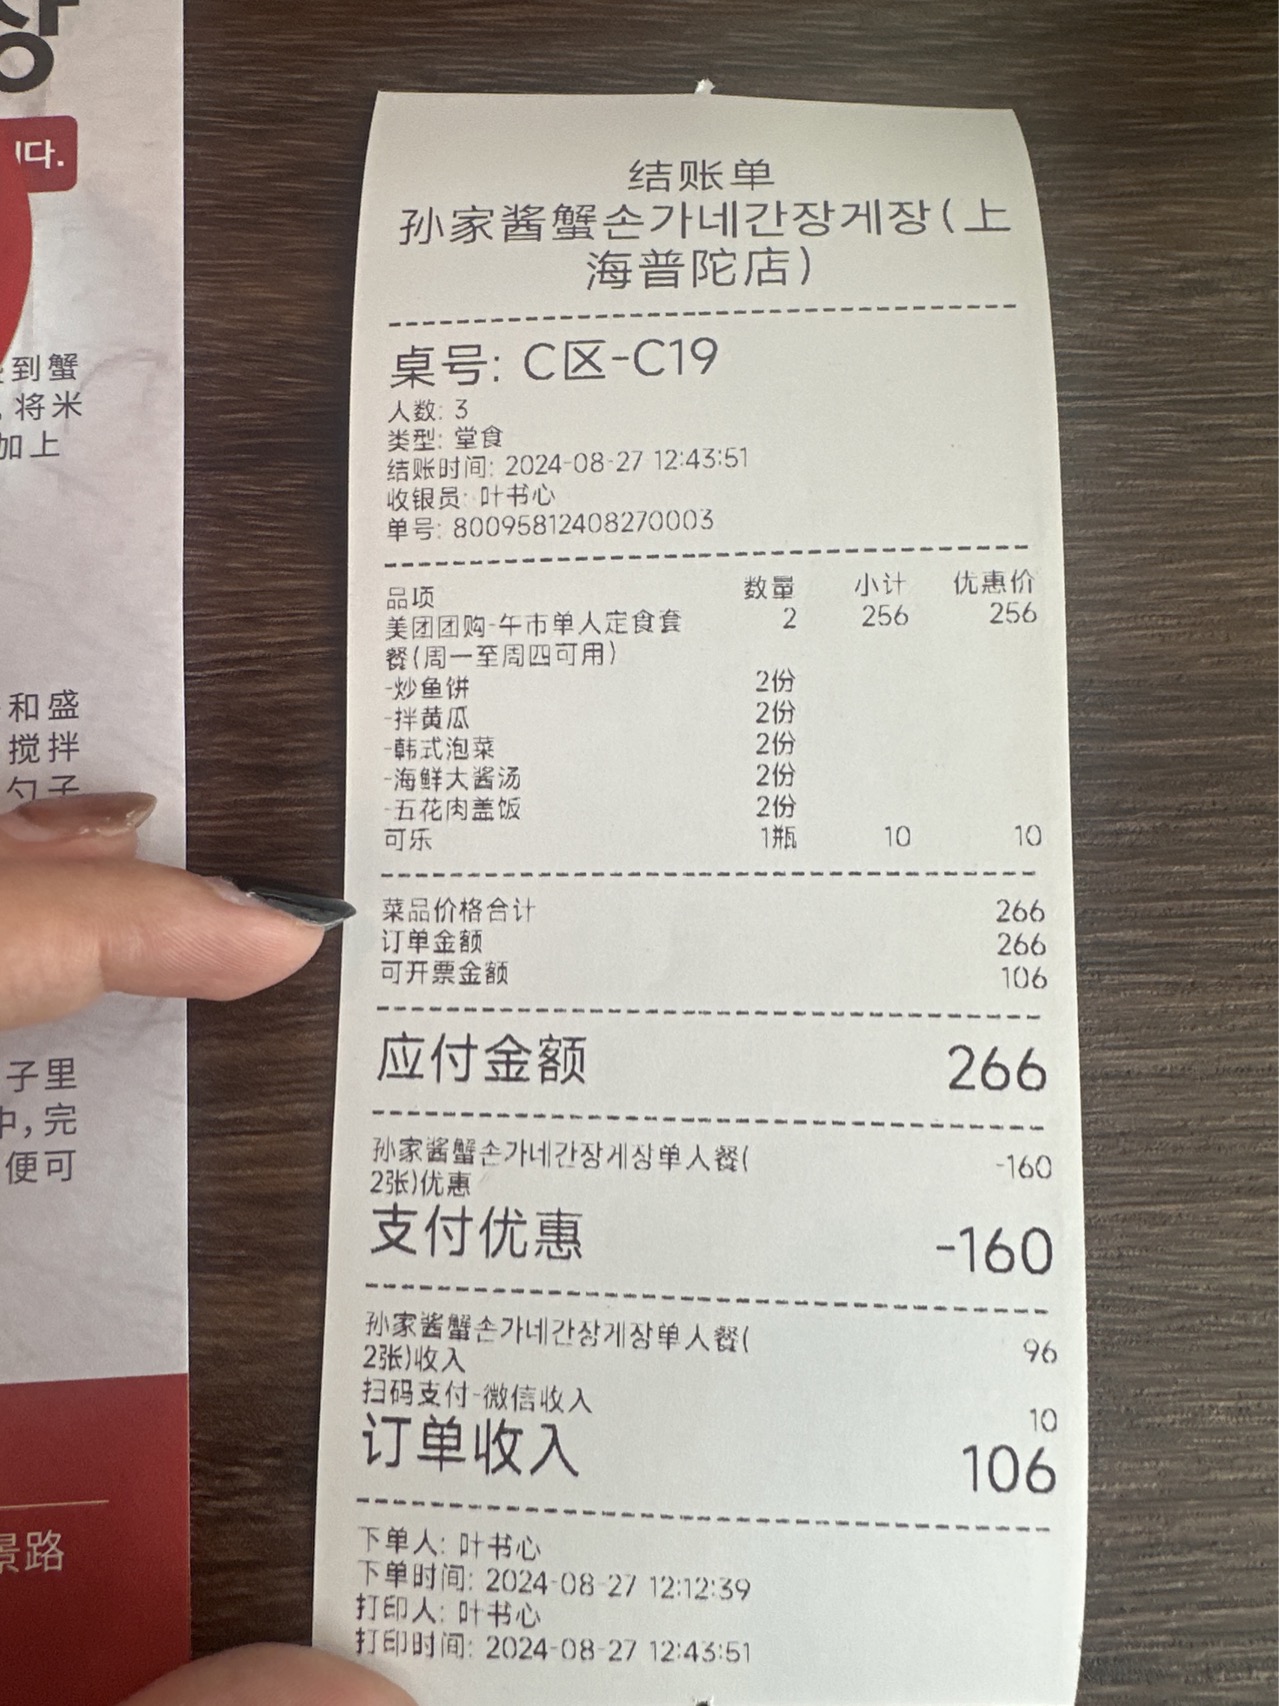 장
니다.
到蟹
,将米
加上
和盛
搅拌
勺子
子里
中,完
便可
景路
结账单
孙家酱蟹손가네간장게장(上
海普陀店)
桌号: C区-C19
人数: 3
类型: 堂食
结账时间: 2024-08-27 12:43:51
收银员: 叶书心
单号: 80095812408270003
品项 数量 小计 优惠价
美团团购-午市单人定食套 2 256 256
餐(周一至周四可用)
-炒鱼饼 2份
-拌黄瓜 2份
-韩式泡菜 2份
-海鲜大酱汤 2份
-五花肉盖饭 2份
可乐 1瓶 10 10
菜品价格合计 266
订单金额 266
可开票金额 106
应付金额 266
孙家酱蟹손가네간장게장单人餐( -160
2张)优惠
支付优惠 -160
孙家酱蟹손가네간장게장单人餐( 96
2张)收入
扫码支付-微信收入 10
订单收入 106
下单人: 叶书心
下单时间: 2024-08-27 12:12:39
打印人: 叶书心
打印时间: 2024-08-27 12:43:51